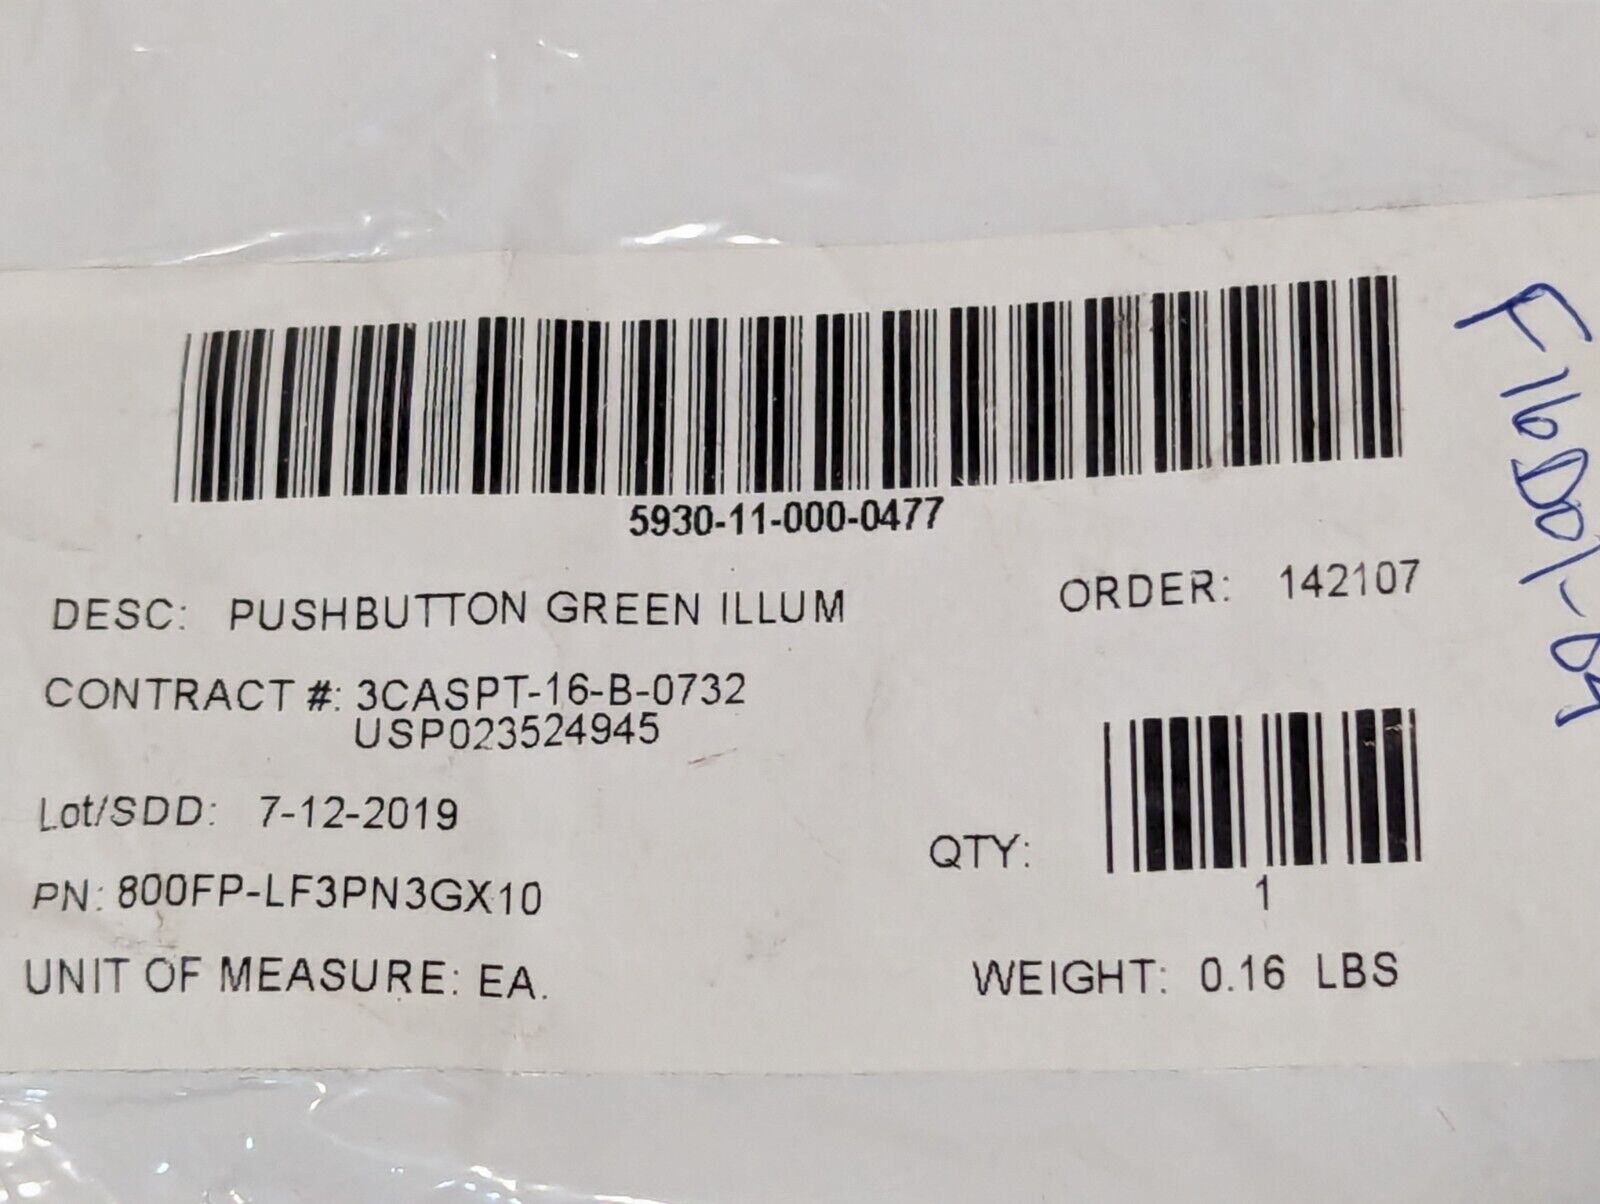 5930-11-000-0477
DESC: PUSHBUTTON GREEN ILLUM
ORDER: 142107
CONTRACT #: 3CASPT-16-B-0732
USP023524945
Lot/SDD: 7-12-2019
QTY:
1
PN: 800FP-LF3PN3GX10
UNIT OF MEASURE: EA.
WEIGHT: 0.16 LBS